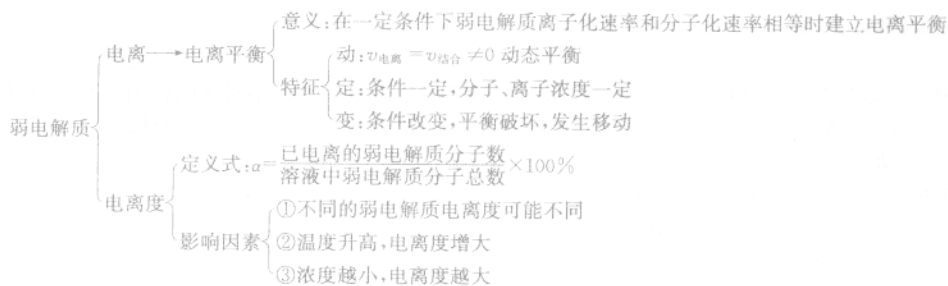 意义:在一定条件下弱电解质离子化速率和分子化速率相等时建立电离平衡
电离→电离平衡
动:v电离=v结合≠0 动态平衡
特征
定:条件一定,分子、离子浓度一定
变:条件改变,平衡破坏,发生移动
弱电解质
定义式:α=已电离的弱电解质分子数/溶液中弱电解质分子总数×100%
电离度
①不同的弱电解质电离度可能不同
影响因素
②温度升高,电离度增大
③浓度越小,电离度越大